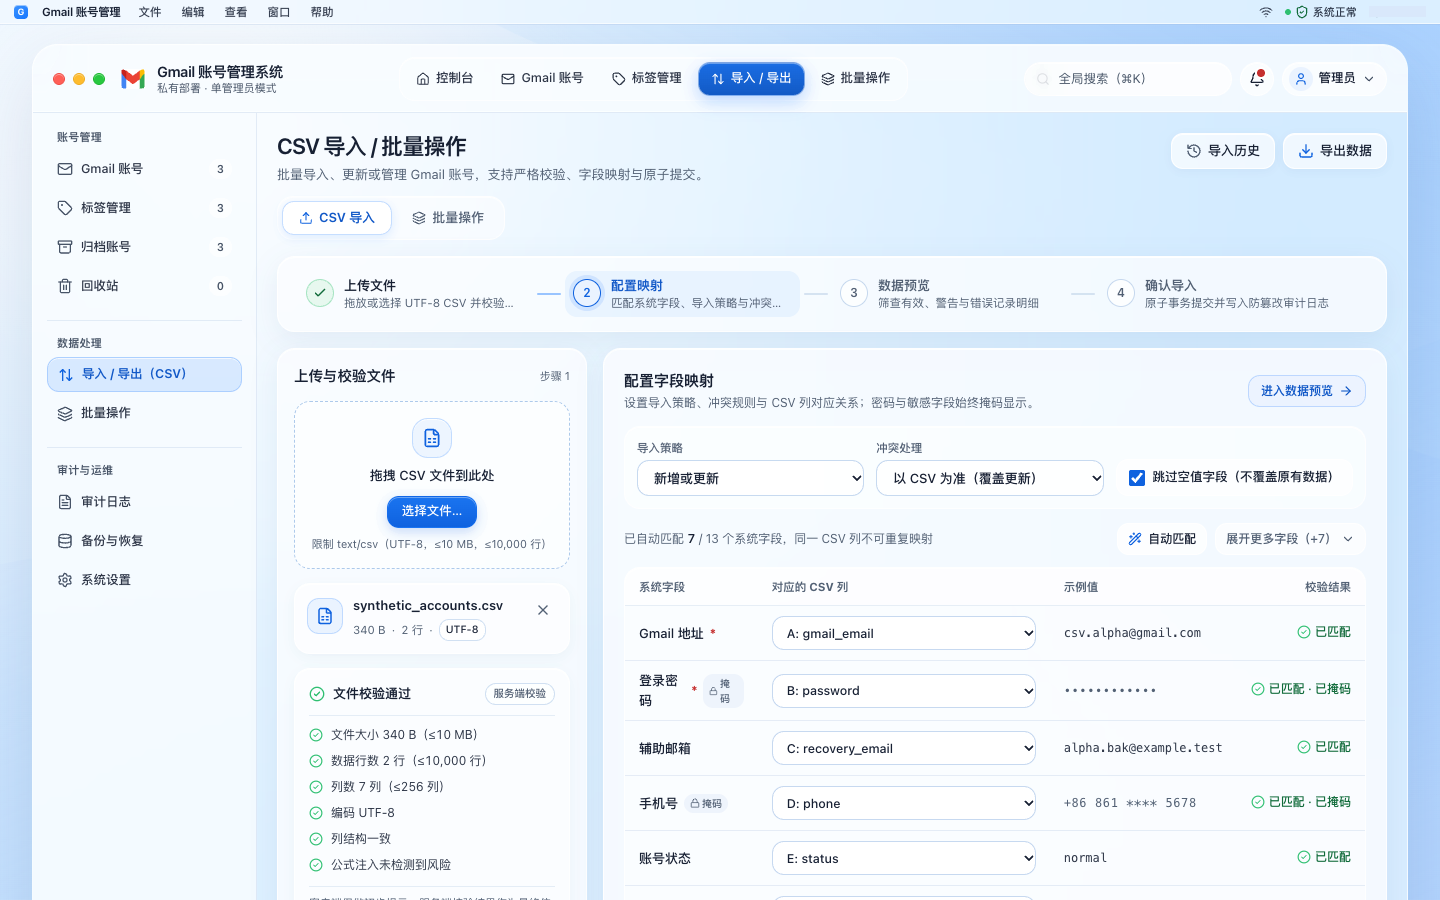 G Gmail 账号管理 文件 编辑 查看 窗口 帮助 系统正常
Gmail 账号管理系统
私有部署 · 单管理员模式
控制台 Gmail 账号 标签管理 导入 / 导出 批量操作
全局搜索（⌘K） 管理员
账号管理
Gmail 账号 3
标签管理 3
归档账号 3
回收站 0
数据处理
导入 / 导出（CSV）
批量操作
审计与运维
审计日志
备份与恢复
系统设置
CSV 导入 / 批量操作
批量导入、更新或管理 Gmail 账号，支持严格校验、字段映射与原子提交。
导入历史 导出数据
CSV 导入 批量操作
上传文件
拖放或选择 UTF-8 CSV 并校验...
2 配置映射
匹配系统字段、导入策略与冲突...
3 数据预览
筛查有效、警告与错误记录明细
4 确认导入
原子事务提交并写入防篡改审计日志
上传与校验文件 步骤 1
拖拽 CSV 文件到此处
选择文件...
限制 text/csv（UTF-8，≤10 MB，≤10,000 行）
synthetic_accounts.csv
340 B · 2 行 · UTF-8
文件校验通过 服务端校验
文件大小 340 B（≤10 MB）
数据行数 2 行（≤10,000 行）
列数 7 列（≤256 列）
编码 UTF-8
列结构一致
公式注入未检测到风险
配置字段映射
设置导入策略、冲突规则与 CSV 列对应关系；密码与敏感字段始终掩码显示。
进入数据预览
导入策略 冲突处理
新增或更新 以 CSV 为准（覆盖更新） 跳过空值字段（不覆盖原有数据）
已自动匹配 7 / 13 个系统字段，同一 CSV 列不可重复映射
自动匹配 展开更多字段（+7）
系统字段 对应的 CSV 列 示例值 校验结果
Gmail 地址 * A: gmail_email csv.alpha@gmail.com 已匹配
登录密码 * 掩码 B: password •••••••••••• 已匹配 · 已掩码
辅助邮箱 C: recovery_email alpha.bak@example.test 已匹配
手机号 掩码 D: phone +86 861 **** 5678 已匹配 · 已掩码
账号状态 E: status normal 已匹配